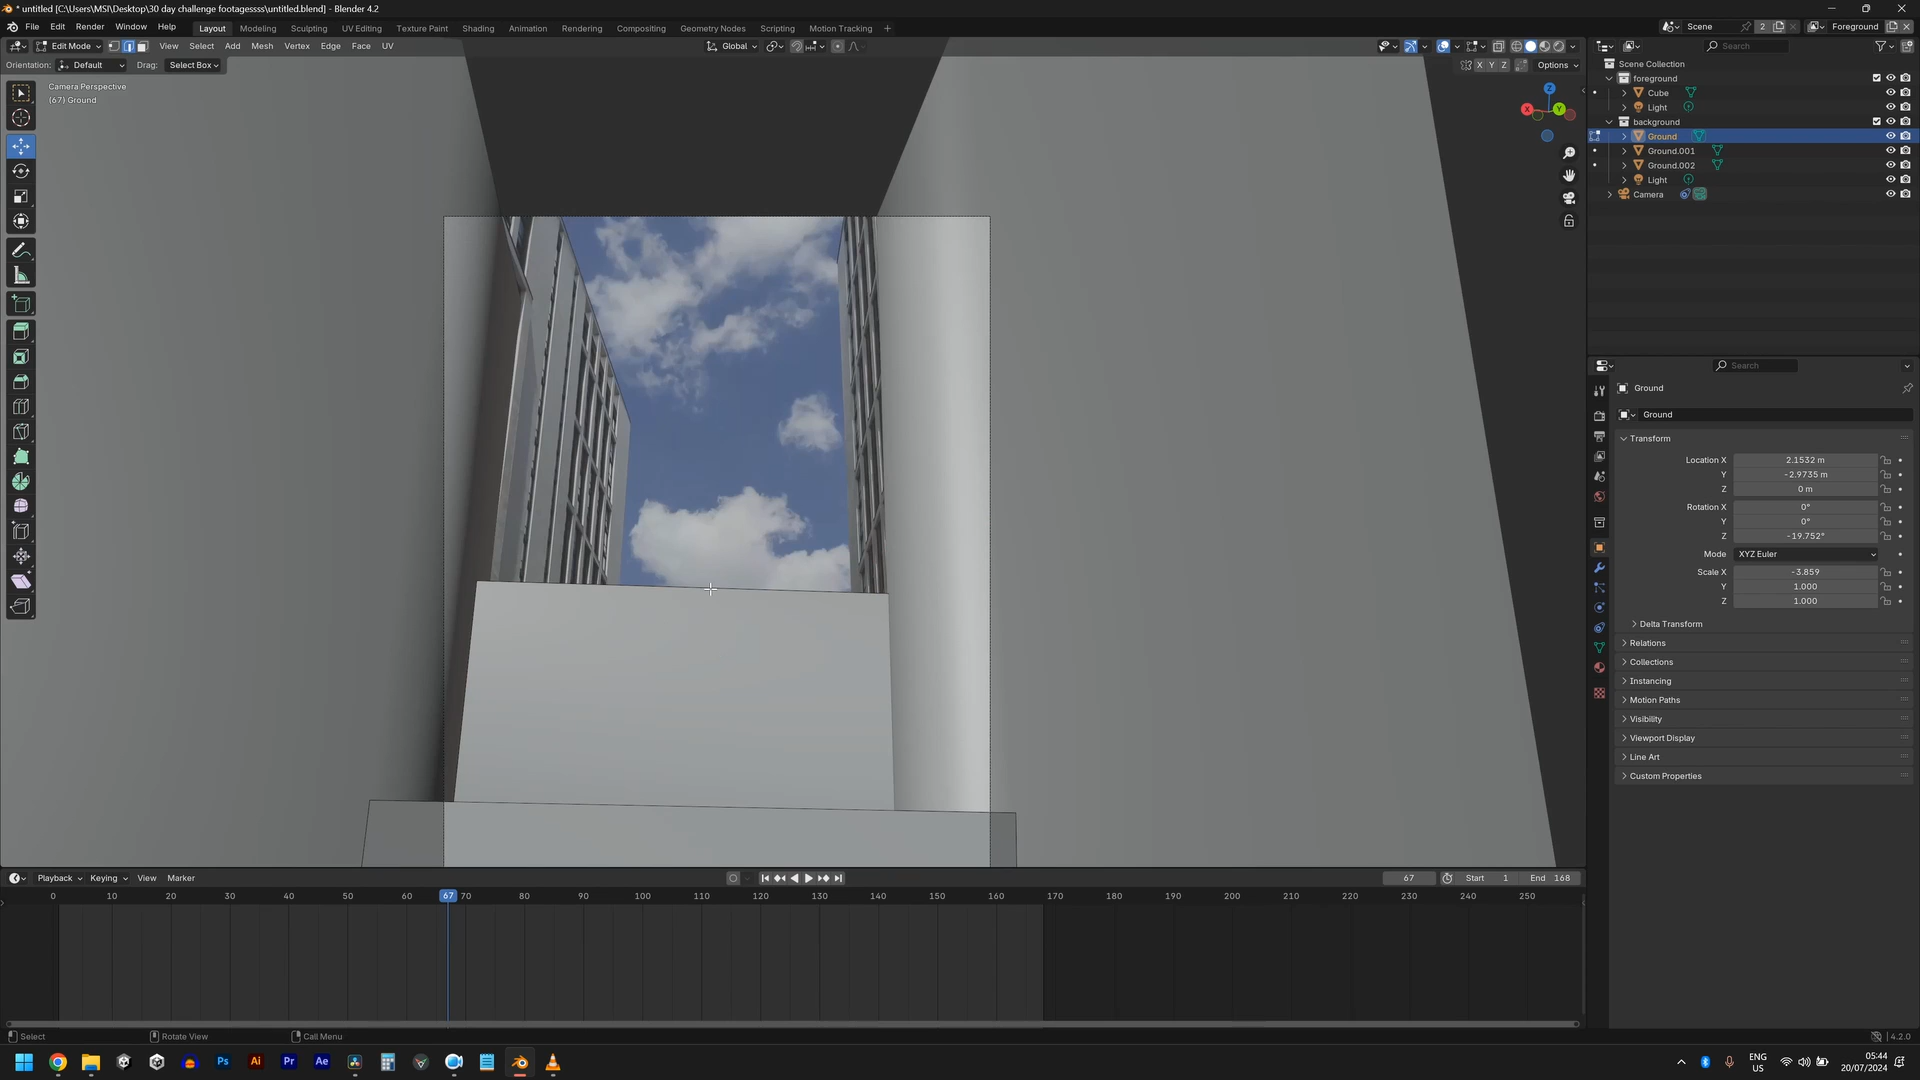 * untitled [C:\Users\MSI\Desktop\30 day challenge footagessss\untitled.blend] - Blender 4.2
File Edit Render Window Help Layout Modeling Sculpting UV Editing Texture Paint Shading Animation Rendering Compositing Geometry Nodes Scripting Motion Tracking + Scene 2 Foreground
Edit Mode View Select Add Mesh Vertex Edge Face UV Global Search
Orientation: Default Drag: Select Box X Y Z Options
Scene Collection
foreground
Cube
Light
background
Ground
Ground.001
Ground.002
Light
Camera
Camera Perspective
(67) Ground
Z
X
Y
Search
Ground
Ground
Transform
Location X 2.1532 m
Y -2.9735 m
Z 0 m
Rotation X 0°
Y 0°
Z -19.752°
Mode XYZ Euler
Scale X -3.859
Y 1.000
Z 1.000
Delta Transform
Relations
Collections
Instancing
Motion Paths
Visibility
Viewport Display
Line Art
Custom Properties
Playback Keying View Marker 67 Start 1 End 168
0 10 20 30 40 50 60 67 70 80 90 100 110 120 130 140 150 160 170 180 190 200 210 220 230 240 250
Select Rotate View Call Menu 4.2.0
Ps Ai Pr Ae
ENG
US
05:44
20/07/2024